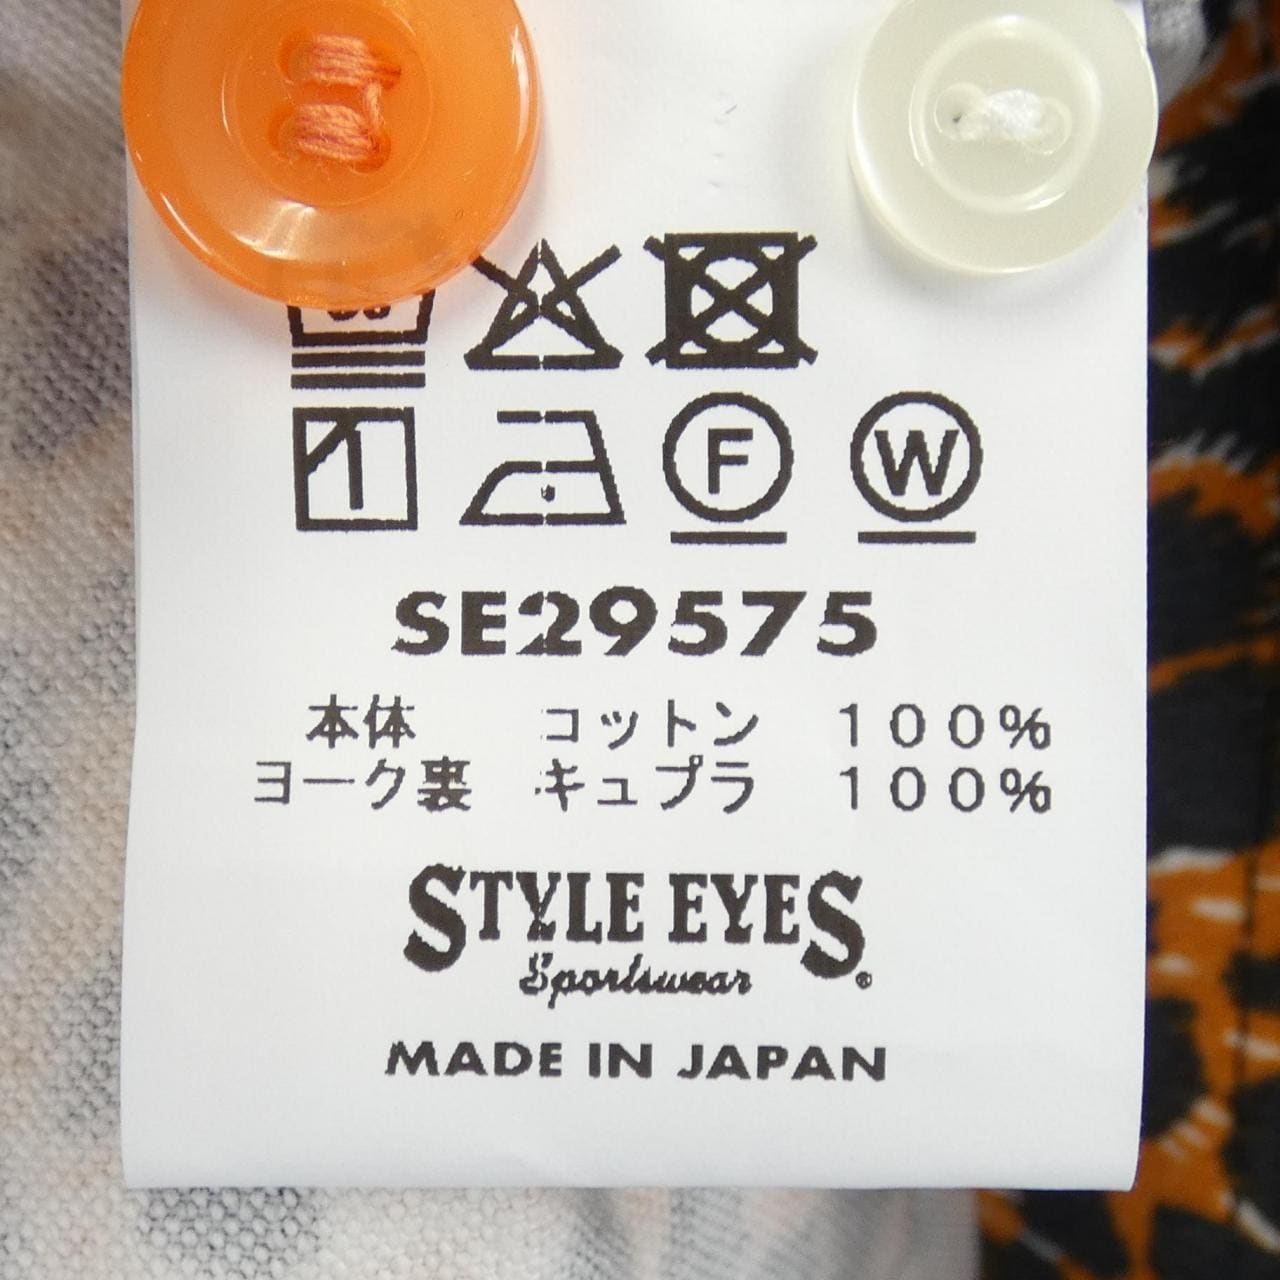 F W
SE29575
本体 コットン 100%
ヨーク裏 キュプラ 100%
STYLE EYES
Sportswear ®
MADE IN JAPAN